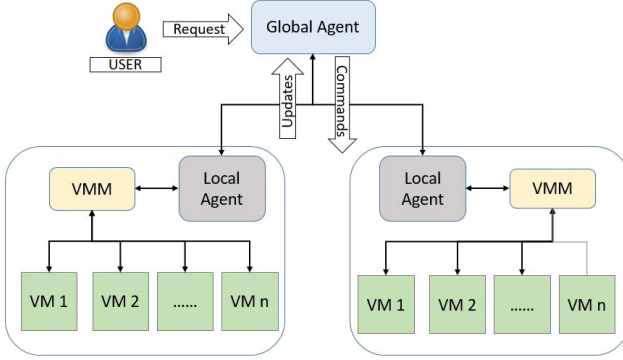 Request
Global Agent
USER
Updates
Commands
VMM
Local
Agent
Local
Agent
VMM
VM 1
VM 2
......
VM n
VM 1
VM 2
......
VM n